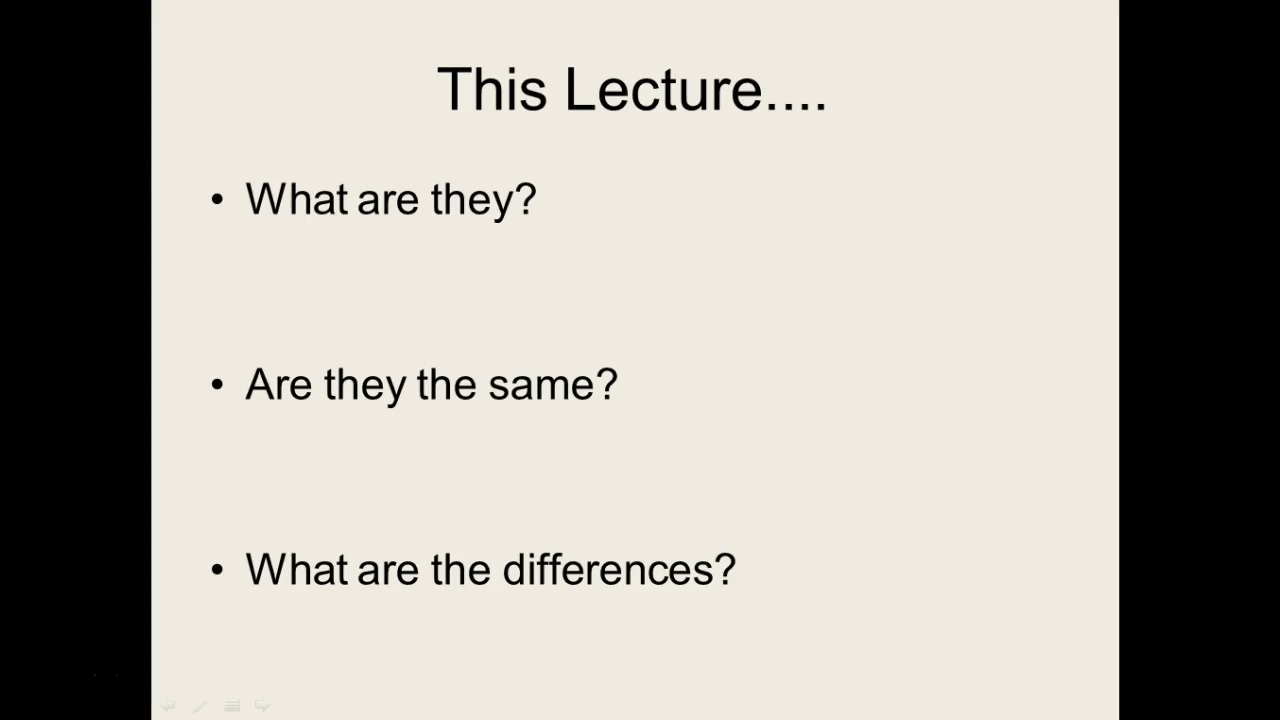 This Lecture....
• What are they?
• Are they the same?
• What are the differences?